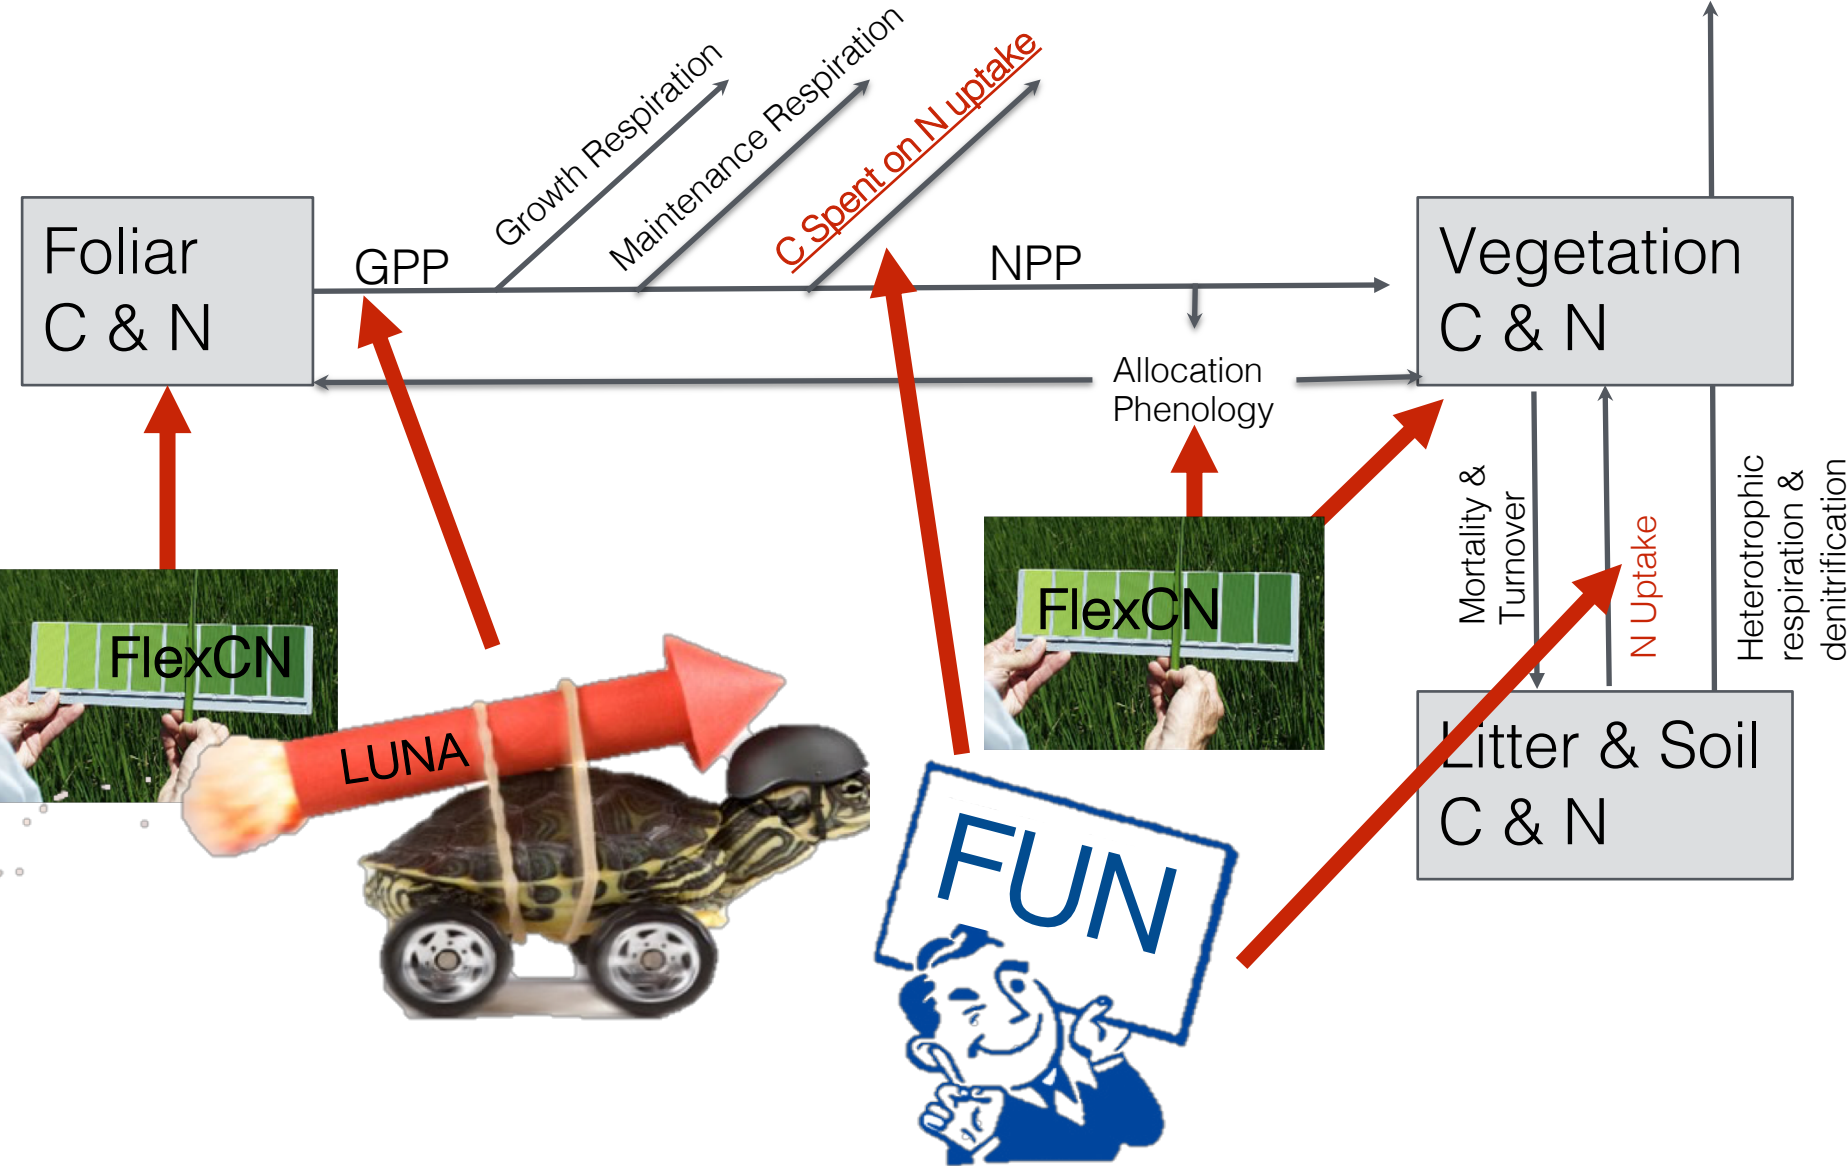 Growth Respiration
Maintenance Respiration
C Spent on N uptake
Foliar
C & N
GPP
NPP
Vegetation
C & N
Allocation
Phenology
Mortality &
Turnover
N Uptake
Heterotrophic
respiration &
denitrification
FlexCN
FlexCN
LUNA
FUN
Litter & Soil
C & N